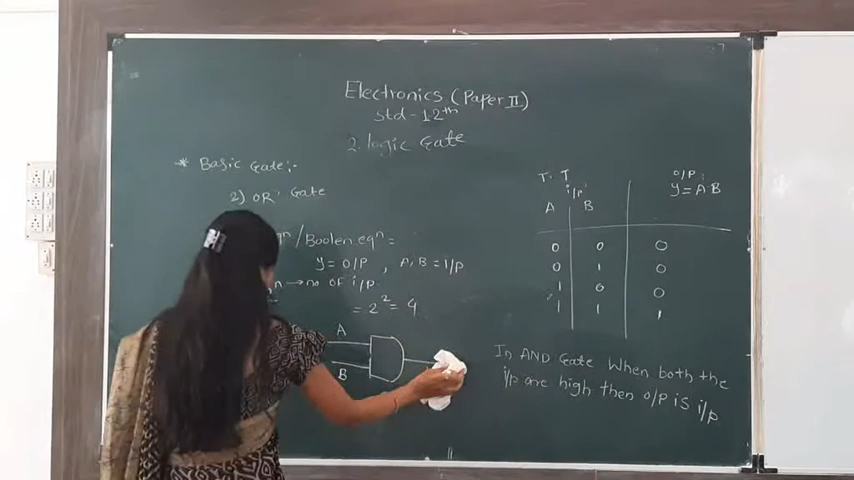 Electronics (Paper II)
std - 12th
2. logic Gate
* Basic Gate:-
2) OR Gate
qn / Boolen eqn =
y = O/P , A, B = I/P
→ no OF i/p
= 2² = 4
A
B
T. T
i/p
O/P:
A B y = A·B
0 0 0
0 1 0
1 0 0
1 1 1
In AND Gate When both the
i/p are high then o/p is i/p